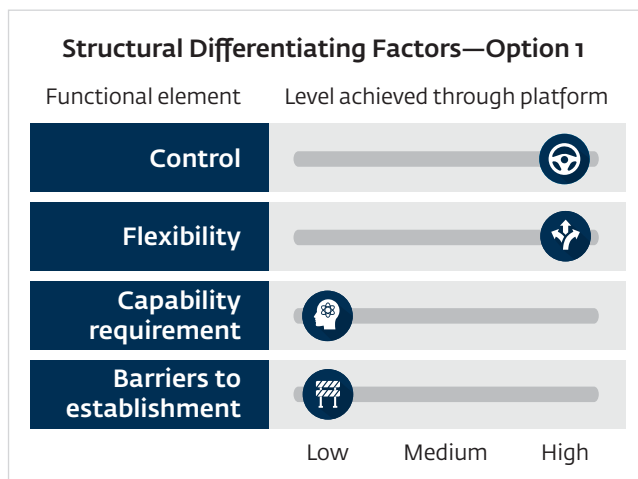 Structural Differentiating Factors—Option 1
Functional element Level achieved through platform
Control
Flexibility
Capability
requirement
Barriers to
establishment
Low Medium High